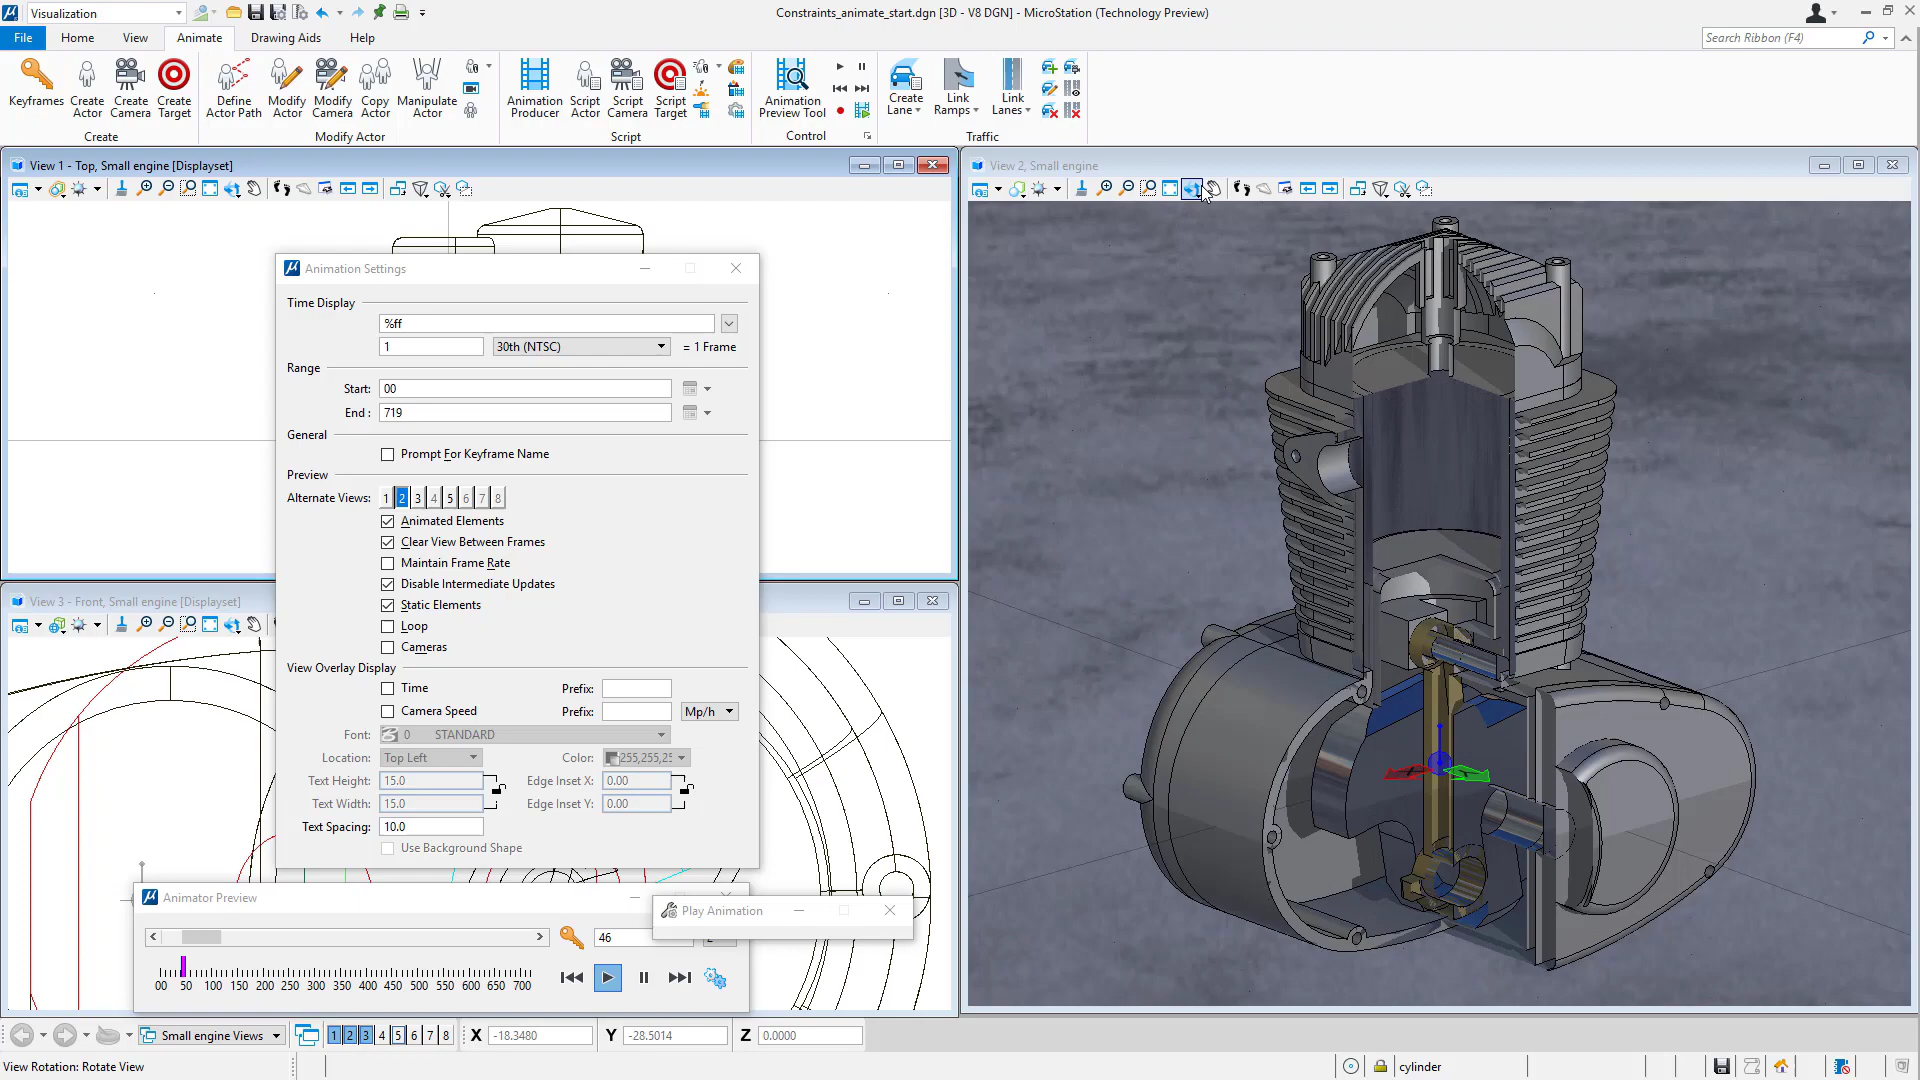 Visualization
Constraints_animate_start.dgn [3D - V8 DGN] - MicroStation (Technology Preview)
File Home View Animate Drawing Aids Help
Search Ribbon (F4)
Keyframes
Create Actor
Create Camera
Create Target
Create
Define Actor Path
Modify Actor
Modify Camera
Copy Actor
Manipulate Actor
Modify Actor
Animation Producer
Script Actor
Script Camera
Script Target
Script
Animation Preview Tool
Control
Create Lane
Link Ramps
Link Lanes
Traffic
View 1 - Top, Small engine [Displayset]
View 2, Small engine
Animation Settings
Time Display
%ff
1 30th (NTSC) = 1 Frame
Range
Start: 00
End : 719
General
Prompt For Keyframe Name
Preview
Alternate Views: 1 2 3 4 5 6 7 8
Animated Elements
Clear View Between Frames
Maintain Frame Rate
Disable Intermediate Updates
Static Elements
Loop
Cameras
View Overlay Display
Time Prefix:
Camera Speed Prefix: Mp/h
Font: 0 STANDARD
Location: Top Left Color: 255,255,25
Text Height: 15.0 Edge Inset X: 0.00
Text Width: 15.0 Edge Inset Y: 0.00
Text Spacing: 10.0
Use Background Shape
View 3 - Front, Small engine [Displayset]
Animator Preview
Play Animation
46
00 50 100 150 200 250 300 350 400 450 500 550 600 650 700
Small engine Views 1 2 3 4 5 6 7 8 X -18.3480 Y -28.5014 Z 0.0000
View Rotation: Rotate View
cylinder